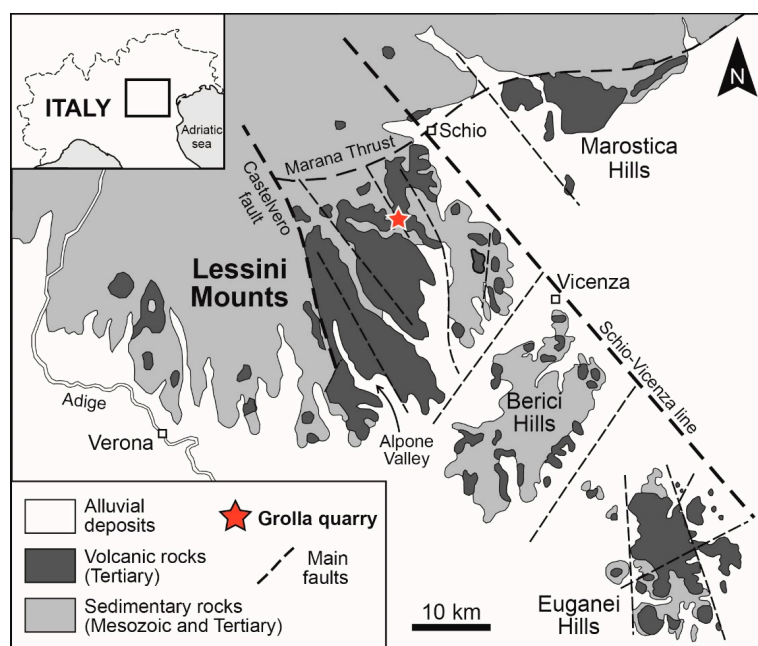 ITALY
Adriatic
sea
N
Schio
Marostica
Hills
Marana Thrust
Castelvero
fault
Lessini
Mounts
Vicenza
Schio-Vicenza line
Adige
Berici
Hills
Verona
Alpone
Valley
Alluvial
deposits
Grolla quarry
Volcanic rocks
(Tertiary)
Main
faults
Sedimentary rocks
(Mesozoic and Tertiary)
10 km
Euganei
Hills